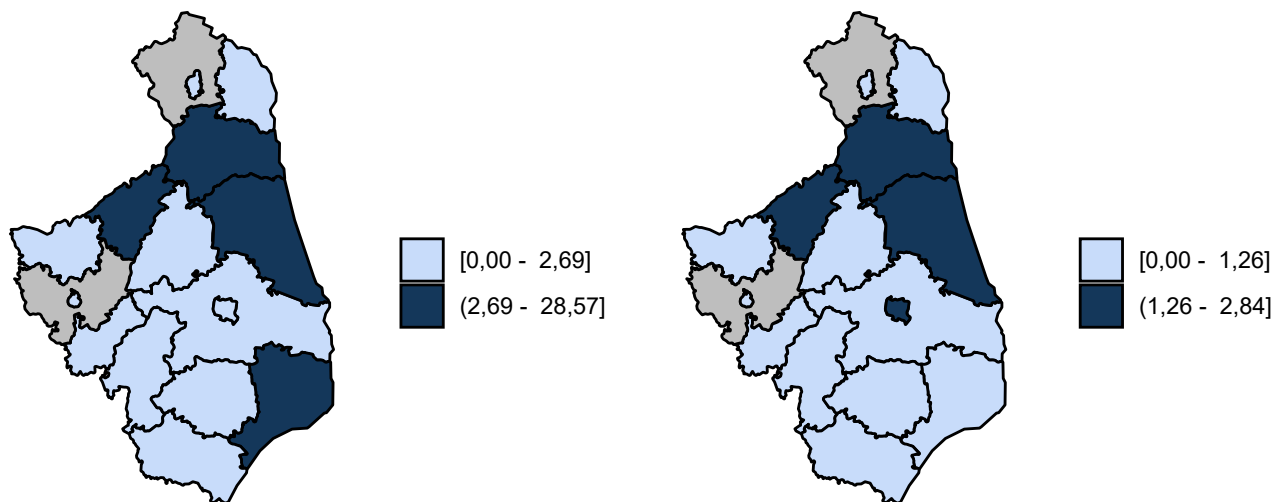 [0,00 - 2,69]
(2,69 - 28,57]
[0,00 - 1,26]
(1,26 - 2,84]